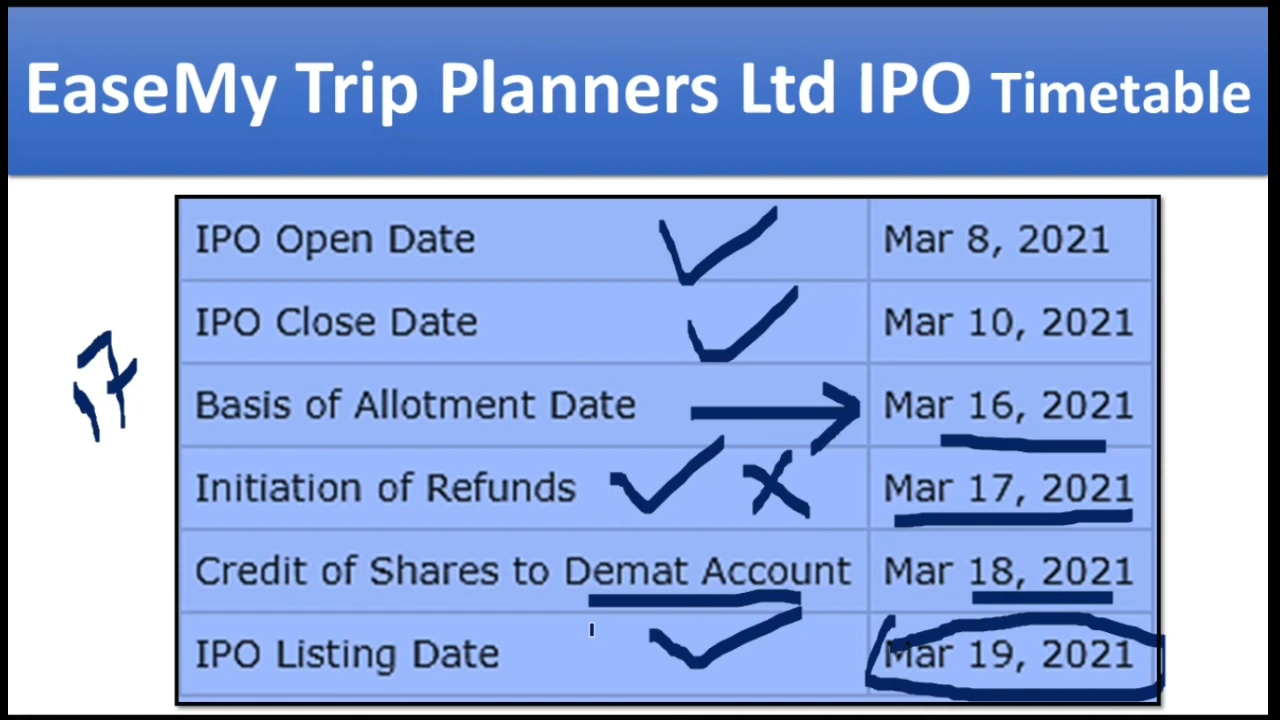 EaseMy Trip Planners Ltd IPO Timetable
IPO Open Date Mar 8, 2021
IPO Close Date Mar 10, 2021
17
Basis of Allotment Date Mar 16, 2021
Initiation of Refunds Mar 17, 2021
Credit of Shares to Demat Account Mar 18, 2021
IPO Listing Date Mar 19, 2021